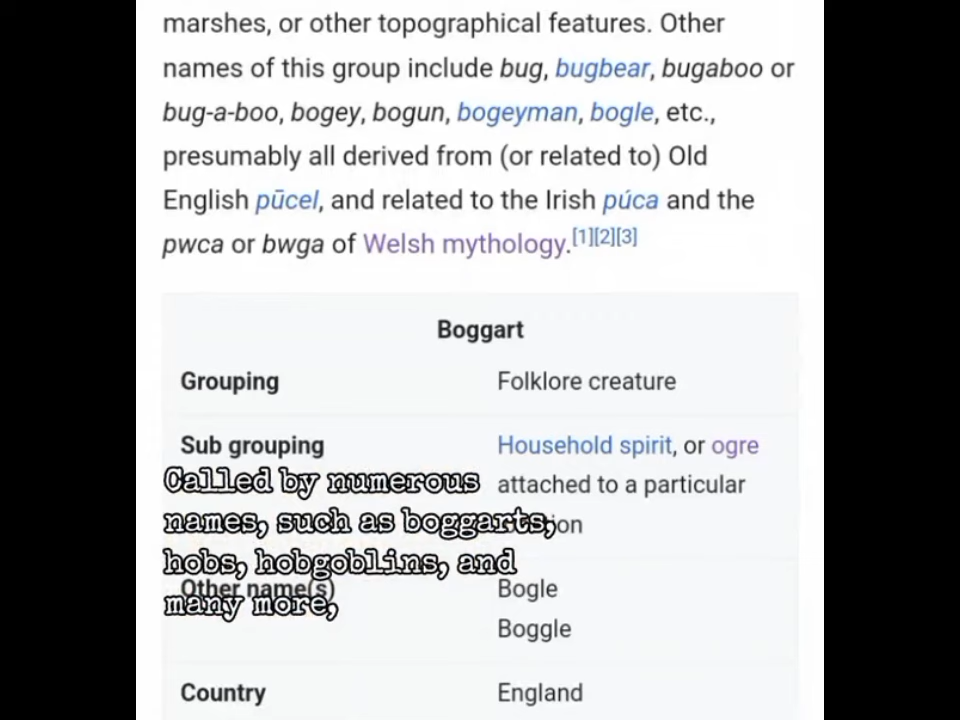 marshes, or other topographical features. Other
names of this group include bug, bugbear, bugaboo or
bug-a-boo, bogey, bogun, bogeyman, bogle, etc.,
presumably all derived from (or related to) Old
English pūcel, and related to the Irish púca and the
pwca or bwga of Welsh mythology.[1][2][3]
Boggart
Grouping Folklore creature
Sub grouping Household spirit, or ogre
attached to a particular
Called by numerous
names, such as boggarts,
hobs, hobgoblins, and
many more,
Other name(s) Bogle
Boggle
Country England